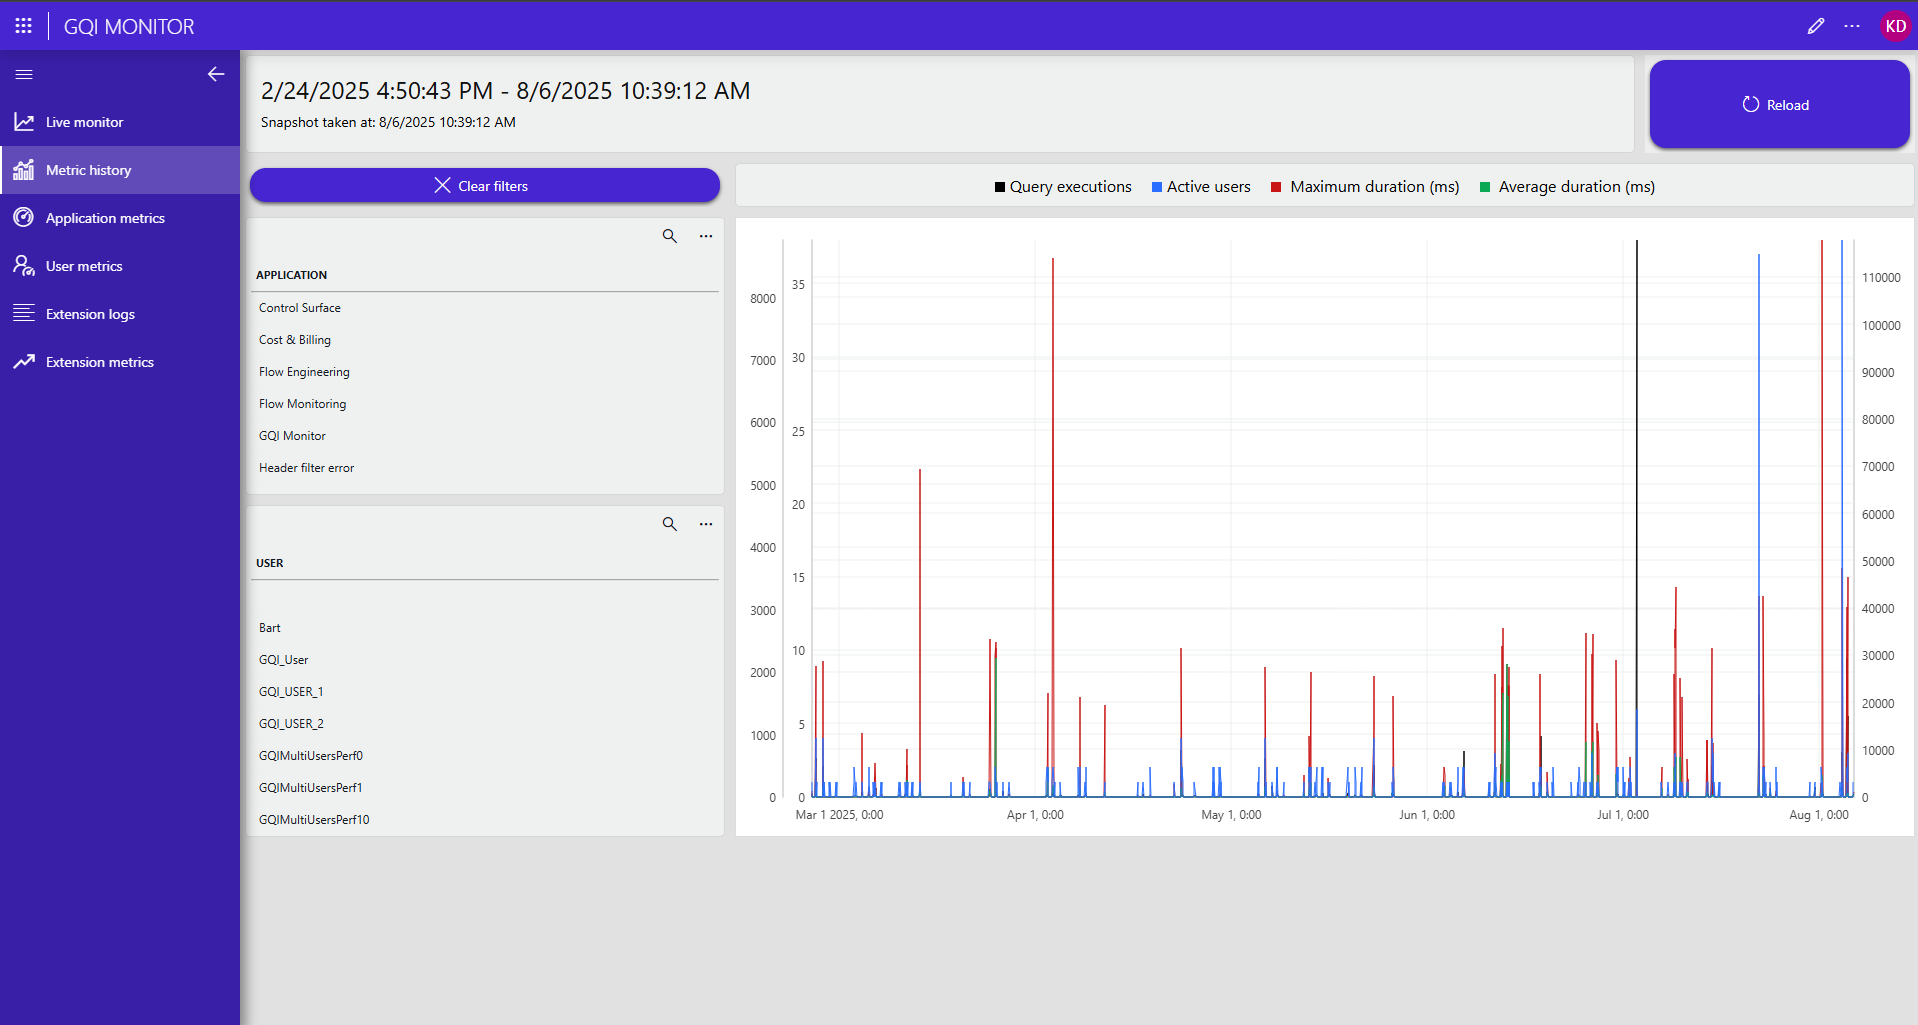 GQI MONITOR
KD
Live monitor
Metric history
Application metrics
User metrics
Extension logs
Extension metrics
2/24/2025 4:50:43 PM - 8/6/2025 10:39:12 AM
Snapshot taken at: 8/6/2025 10:39:12 AM
Reload
Clear filters
APPLICATION
Control Surface
Cost & Billing
Flow Engineering
Flow Monitoring
GQI Monitor
Header filter error
USER
Bart
GQI_User
GQI_USER_1
GQI_USER_2
GQIMultiUsersPerf0
GQIMultiUsersPerf1
GQIMultiUsersPerf10
Query executions Active users Maximum duration (ms) Average duration (ms)
8000
7000
6000
5000
4000
3000
2000
1000
0
35
30
25
20
15
10
5
0
110000
100000
90000
80000
70000
60000
50000
40000
30000
20000
10000
0
Mar 1 2025, 0:00 Apr 1, 0:00 May 1, 0:00 Jun 1, 0:00 Jul 1, 0:00 Aug 1, 0:00